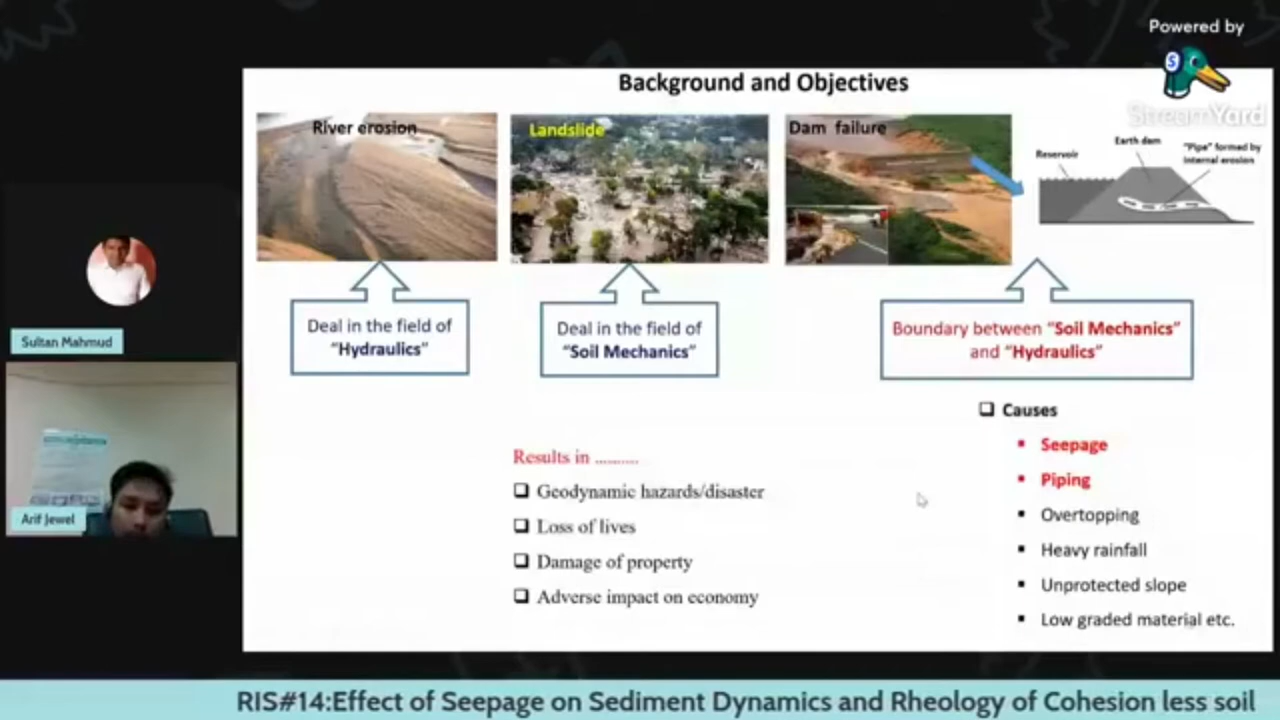 Powered by
StreamYard
Background and Objectives
River erosion
Landslide
Dam failure
Reservoir
Earth dam
"Pipe" formed by
internal erosion
Deal in the field of
"Hydraulics"
Deal in the field of
"Soil Mechanics"
Boundary between "Soil Mechanics"
and "Hydraulics"
Causes
Seepage
Piping
Overtopping
Heavy rainfall
Unprotected slope
Low graded material etc.
Results in ..........
Geodynamic hazards/disaster
Loss of lives
Damage of property
Adverse impact on economy
Sultan Mahmud
Arif Jewel
RIS#14:Effect of Seepage on Sediment Dynamics and Rheology of Cohesion less soil